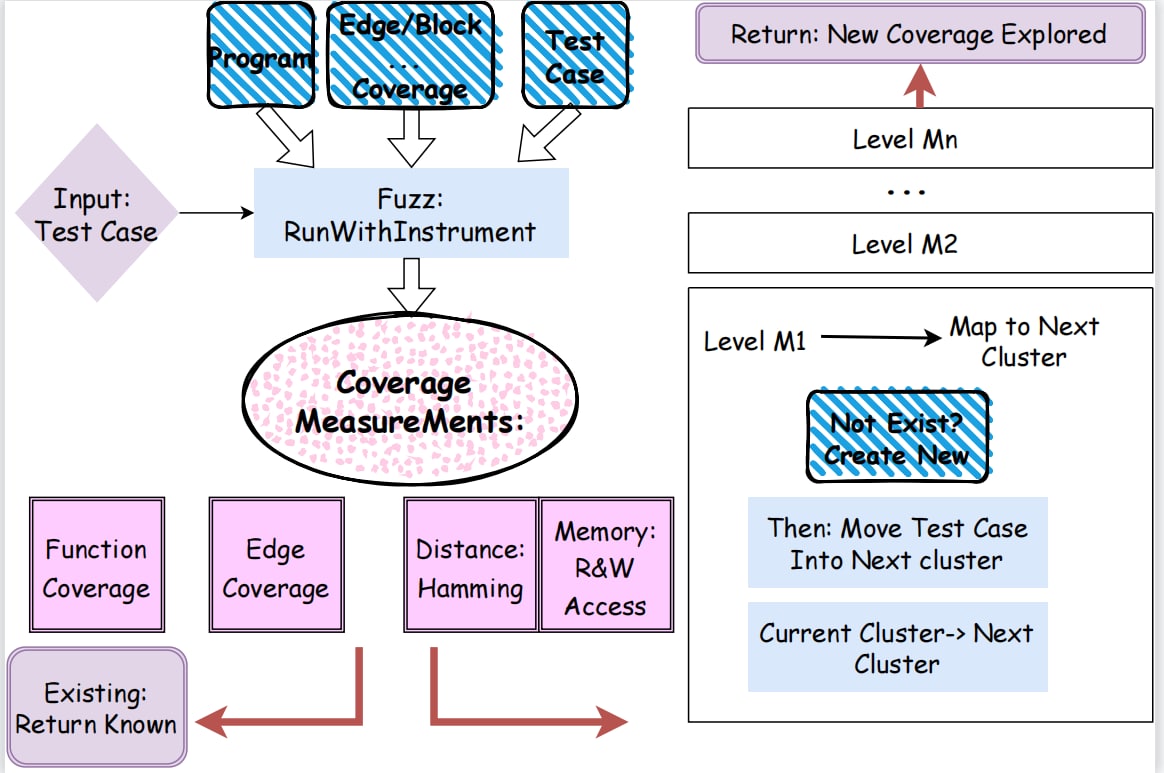 Program
Edge/Block
...
Coverage
Test
Case
Input:
Test Case
Fuzz:
RunWithInstrument
Coverage
MeasureMents:
Function
Coverage
Edge
Coverage
Distance:
Hamming
Memory:
R&W
Access
Existing:
Return Known
Return: New Coverage Explored
Level Mn
...
Level M2
Level M1
Map to Next
Cluster
Not Exist?
Create New
Then: Move Test Case
Into Next cluster
Current Cluster-> Next
Cluster